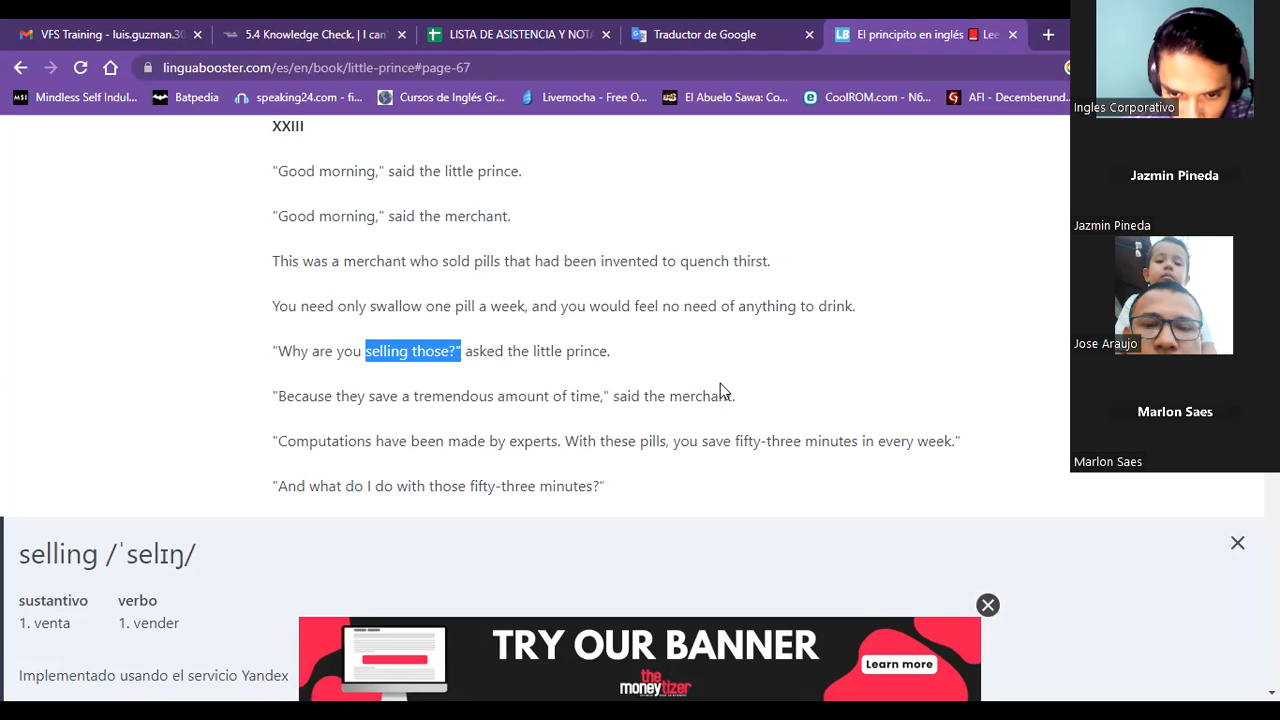 VFS Training - luis.guzman.30
5.4 Knowledge Check. | I can'
LISTA DE ASISTENCIA Y NOTA
Traductor de Google
El principito en inglés
Lee
linguabooster.com/es/en/book/little-prince#page-67
Mindless Self Indul...
Batpedia
speaking24.com - fi...
Cursos de Inglés Gr...
Livemocha - Free O...
El Abuelo Sawa: Co...
CoolROM.com - N6...
AFI - Decemberund...
XXIII
"Good morning," said the little prince.
"Good morning," said the merchant.
This was a merchant who sold pills that had been invented to quench thirst.
You need only swallow one pill a week, and you would feel no need of anything to drink.
"Why are you selling those?" asked the little prince.
"Because they save a tremendous amount of time," said the merchant.
"Computations have been made by experts. With these pills, you save fifty-three minutes in every week."
"And what do I do with those fifty-three minutes?"
selling /ˈselɪŋ/
sustantivo
verbo
1. venta
1. vender
Implementado usando el servicio Yandex
TRY OUR BANNER
the
moneytizer
Learn more
Ingles Corporativo
Jazmin Pineda
Jazmin Pineda
Jose Araujo
Marlon Saes
Marlon Saes